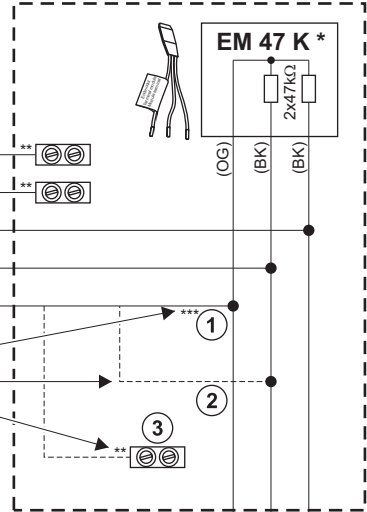 EM 47 K *
2x47kΩ
(OG)
(BK)
(BK)
**
**
***
1
2
3
**